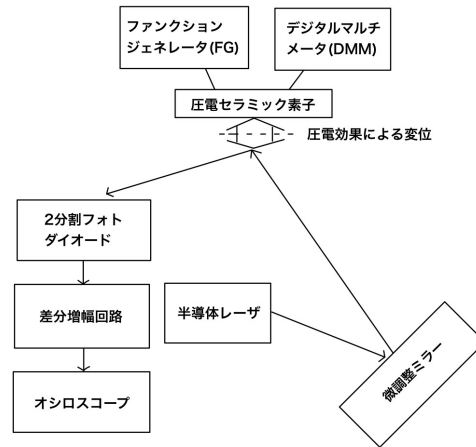 ファンクション
ジェネレータ(FG)
デジタルマルチ
メータ(DMM)
圧電セラミック素子
圧電効果による変位
2分割フォト
ダイオード
差分増幅回路
半導体レーザ
微調整ミラー
オシロスコープ